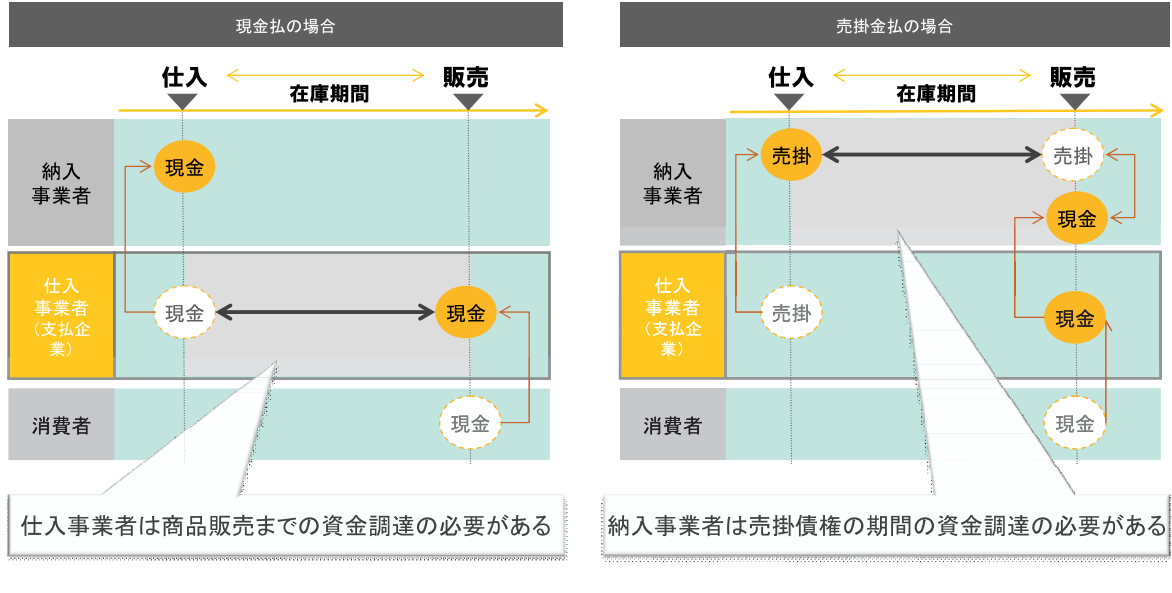 現金払の場合
仕入
販売
在庫期間
納入
事業者
現金
仕入
事業者
（支払企
業）
現金
現金
消費者
現金
仕入事業者は商品販売までの資金調達の必要がある
売掛金払の場合
仕入
販売
在庫期間
納入
事業者
売掛
売掛
現金
仕入
事業者
（支払企
業）
売掛
現金
消費者
現金
納入事業者は売掛債権の期間の資金調達の必要がある